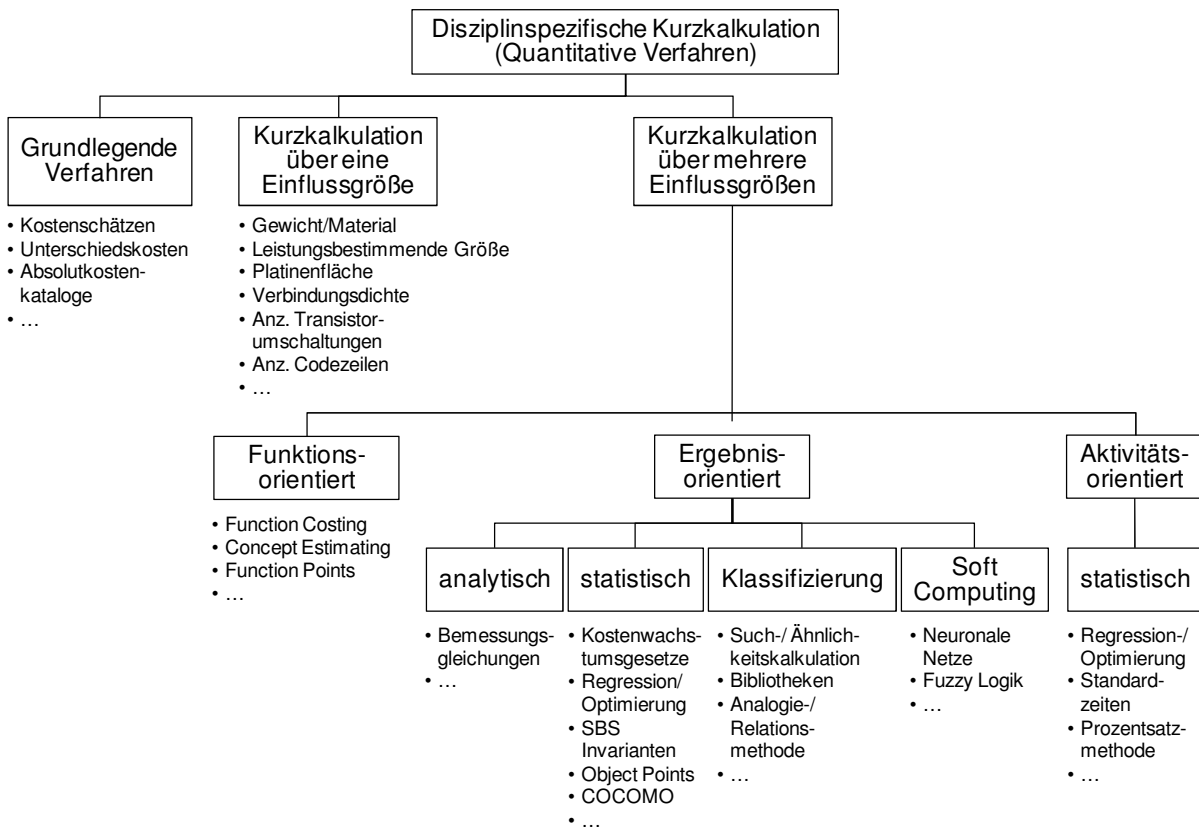 Disziplinspezifische Kurzkalkulation
(Quantitative Verfahren)
Grundlegende
Verfahren
• Kostenschätzen
• Unterschiedskosten
• Absolutkosten-
kataloge
• …
Kurzkalkulation
über eine
Einflussgröße
• Gewicht/Material
• Leistungsbestimmende Größe
• Platinenfläche
• Verbindungsdichte
• Anz. Transistor-
umschaltungen
• Anz. Codezeilen
• …
Kurzkalkulation
über mehrere
Einflussgrößen
Funktions-
orientiert
• Function Costing
• Concept Estimating
• Function Points
• …
Ergebnis-
orientiert
analytisch
• Bemessungs-
gleichungen
• …
statistisch
• Kostenwachs-
tumsgesetze
• Regression/
Optimierung
• SBS
Invarianten
• Object Points
• COCOMO
• …
Klassifizierung
• Such-/ Ähnlich-
keitskalkulation
• Bibliotheken
• Analogie-/
Relations-
methode
• …
Soft
Computing
• Neuronale
Netze
• Fuzzy Logik
• …
Aktivitäts-
orientiert
statistisch
• Regression-/
Optimierung
• Standard-
zeiten
• Prozentsatz-
methode
• …